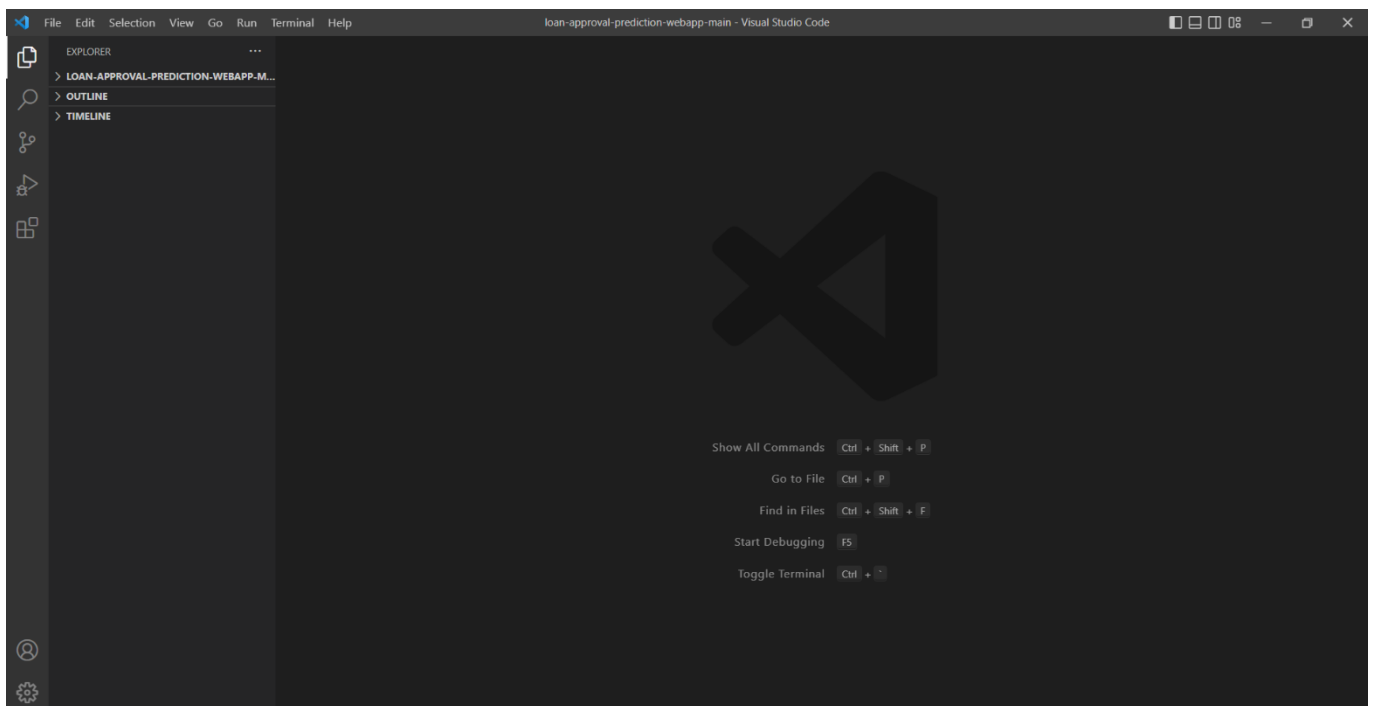 File Edit Selection View Go Run Terminal Help loan-approval-prediction-webapp-main - Visual Studio Code
EXPLORER
LOAN-APPROVAL-PREDICTION-WEBAPP-M...
OUTLINE
TIMELINE
Show All Commands Ctrl + Shift + P
Go to File Ctrl + P
Find in Files Ctrl + Shift + F
Start Debugging F5
Toggle Terminal Ctrl + `